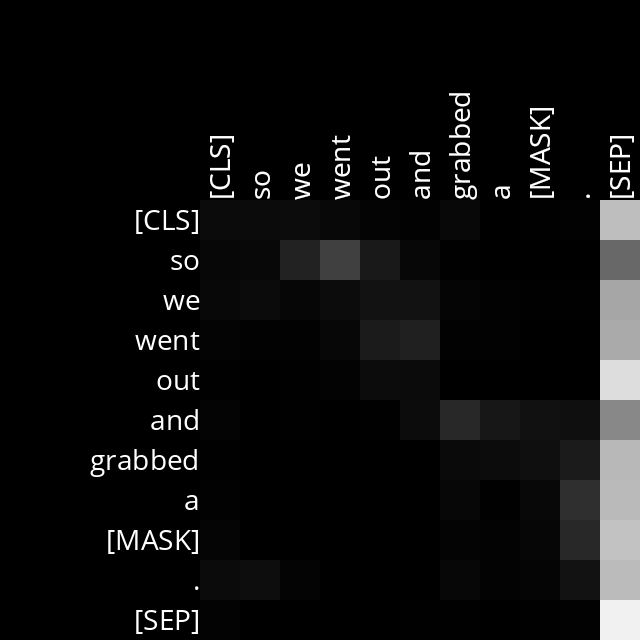 [CLS] so we went out and grabbed a [MASK] . [SEP]
[CLS]
so
we
went
out
and
grabbed
a
[MASK]
.
[SEP]